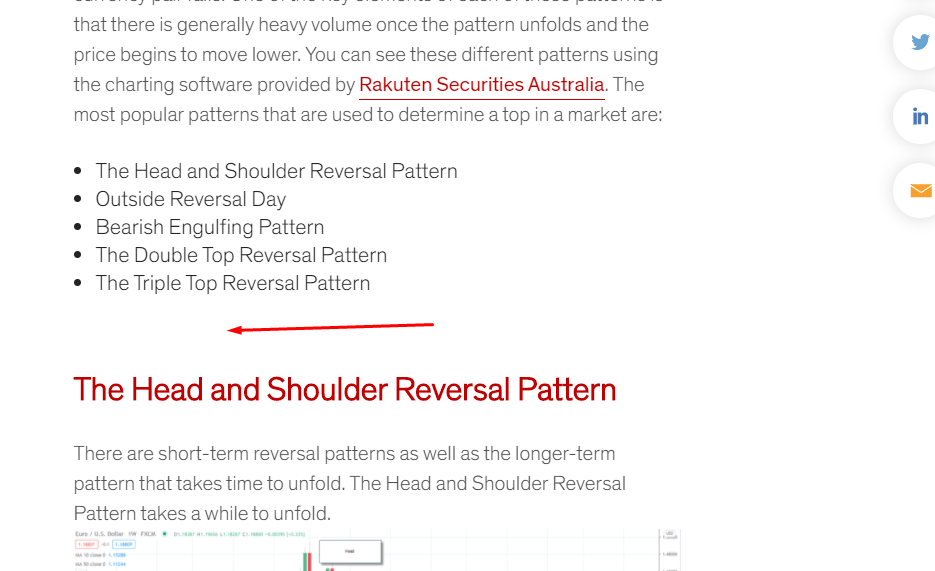 that there is generally heavy volume once the pattern unfolds and the
price begins to move lower. You can see these different patterns using
the charting software provided by Rakuten Securities Australia. The
most popular patterns that are used to determine a top in a market are:
The Head and Shoulder Reversal Pattern
Outside Reversal Day
Bearish Engulfing Pattern
The Double Top Reversal Pattern
The Triple Top Reversal Pattern
The Head and Shoulder Reversal Pattern
There are short-term reversal patterns as well as the longer-term
pattern that takes time to unfold. The Head and Shoulder Reversal
Pattern takes a while to unfold.
Euro / U.S. Dollar 1W FXCM
Head
in